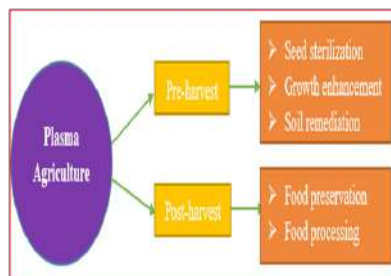 Plasma
Agriculture
Pre-harvest
➢ Seed sterilization
➢ Growth enhancement
➢ Soil remediation
Post-harvest
➢ Food preservation
➢ Food processing